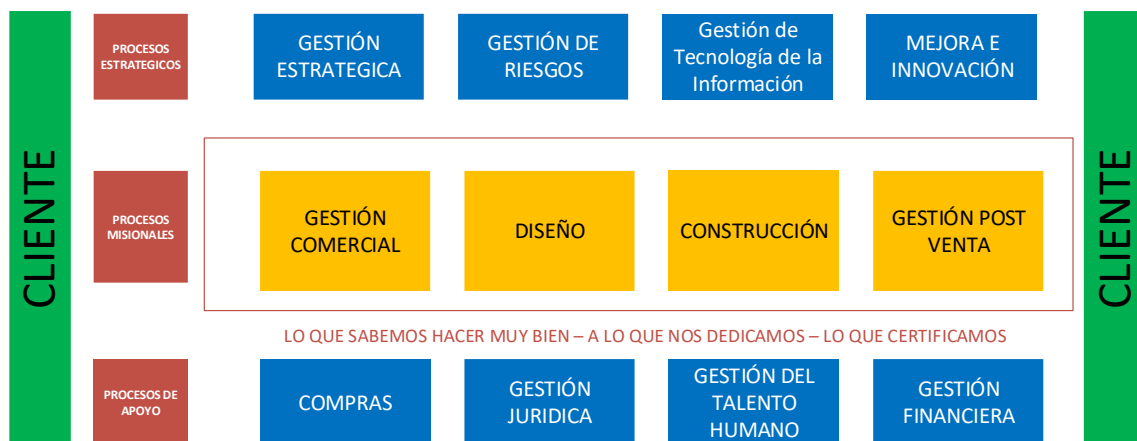 CLIENTE
PROCESOS
ESTRATEGICOS
GESTIÓN
ESTRATEGICA
GESTIÓN DE
RIESGOS
Gestión de
Tecnología de la
Información
MEJORA E
INNOVACIÓN
PROCESOS
MISIONALES
GESTIÓN
COMERCIAL
DISEÑO
CONSTRUCCIÓN
GESTIÓN POST
VENTA
LO QUE SABEMOS HACER MUY BIEN – A LO QUE NOS DEDICAMOS – LO QUE CERTIFICAMOS
PROCESOS DE
APOYO
COMPRAS
GESTIÓN
JURIDICA
GESTIÓN DEL
TALENTO
HUMANO
GESTIÓN
FINANCIERA
CLIENTE